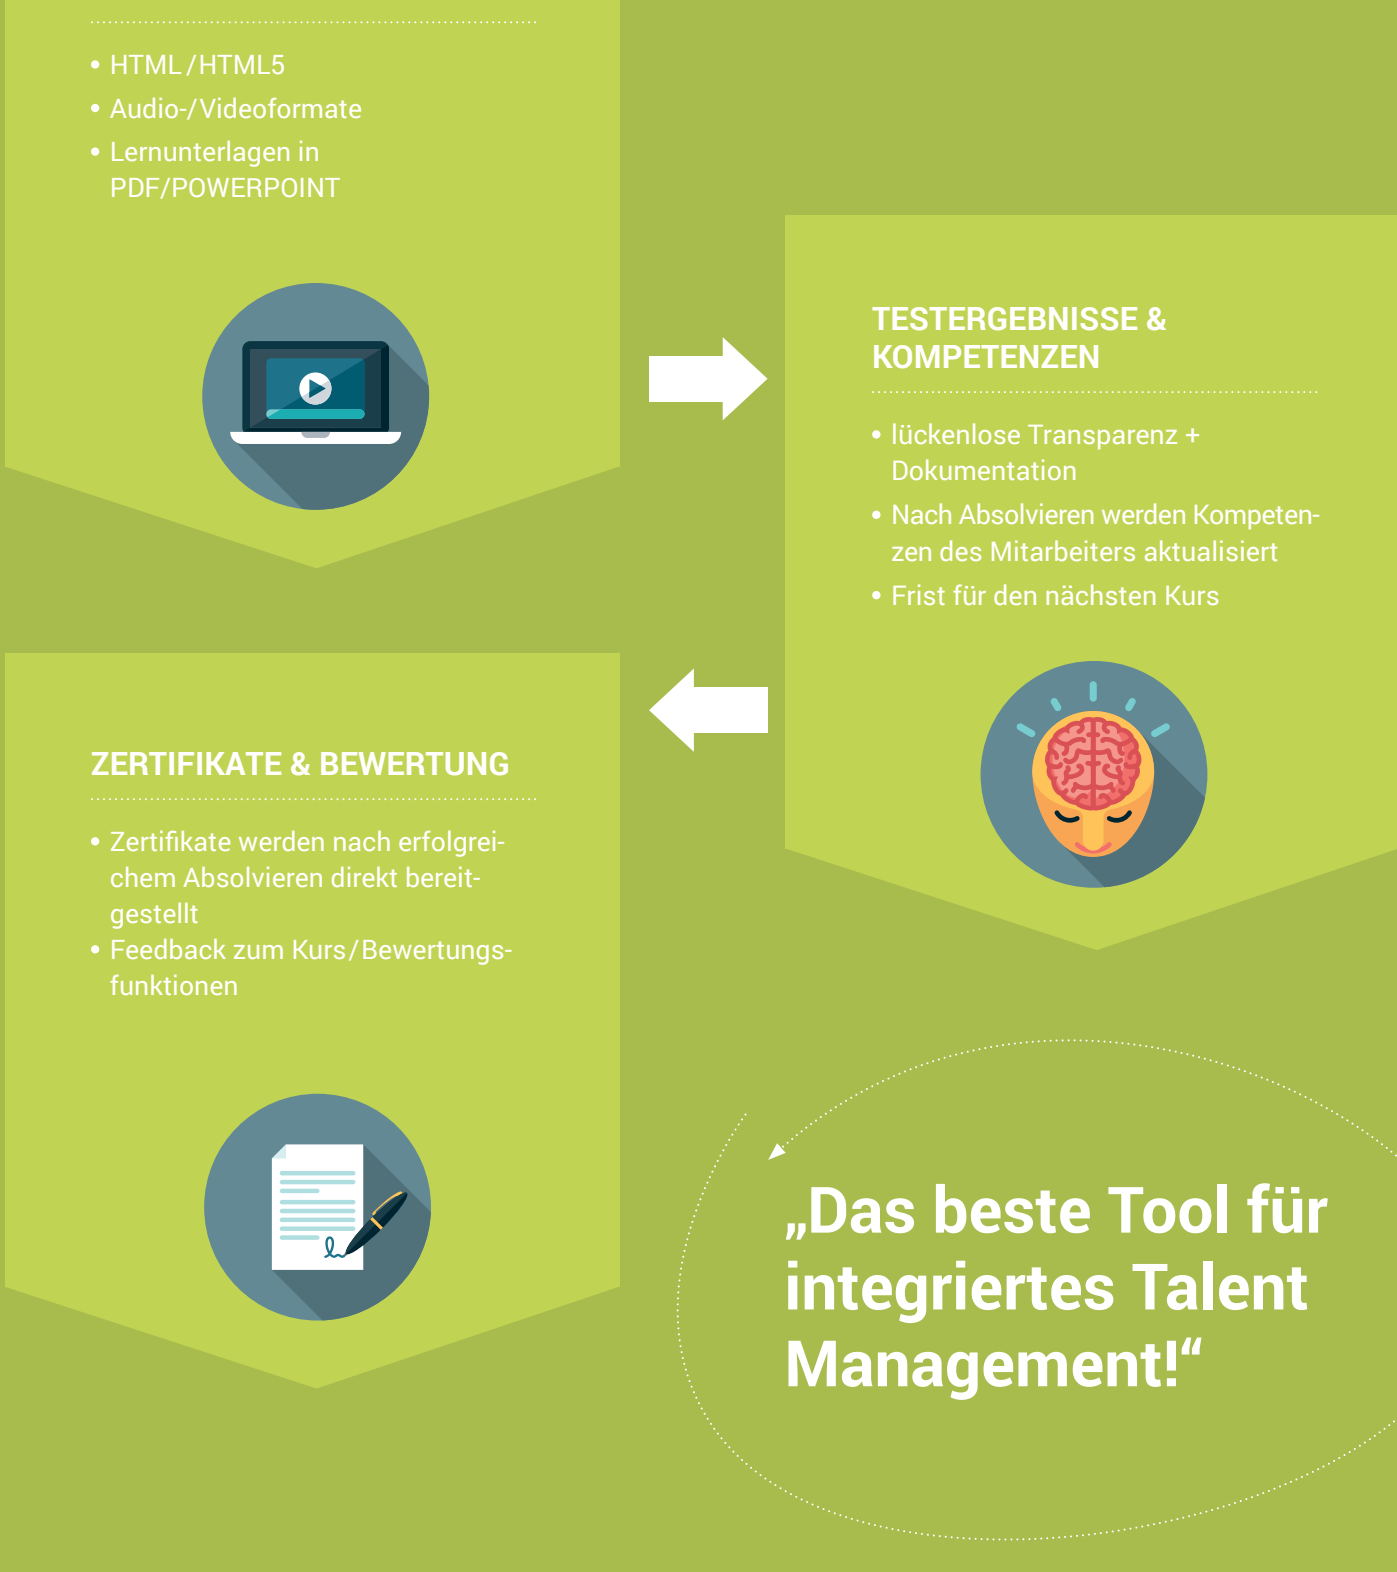 • HTML/HTML5
• Audio-/Videoformate
• Lernunterlagen in
PDF/POWERPOINT
TESTERGEBNISSE &
KOMPETENZEN
• lückenlose Transparenz +
Dokumentation
• Nach Absolvieren werden Kompeten-
zen des Mitarbeiters aktualisiert
• Frist für den nächsten Kurs
ZERTIFIKATE & BEWERTUNG
• Zertifikate werden nach erfolgrei-
chem Absolvieren direkt bereit-
gestellt
• Feedback zum Kurs/Bewertungs-
funktionen
„Das beste Tool für
integriertes Talent
Management!“